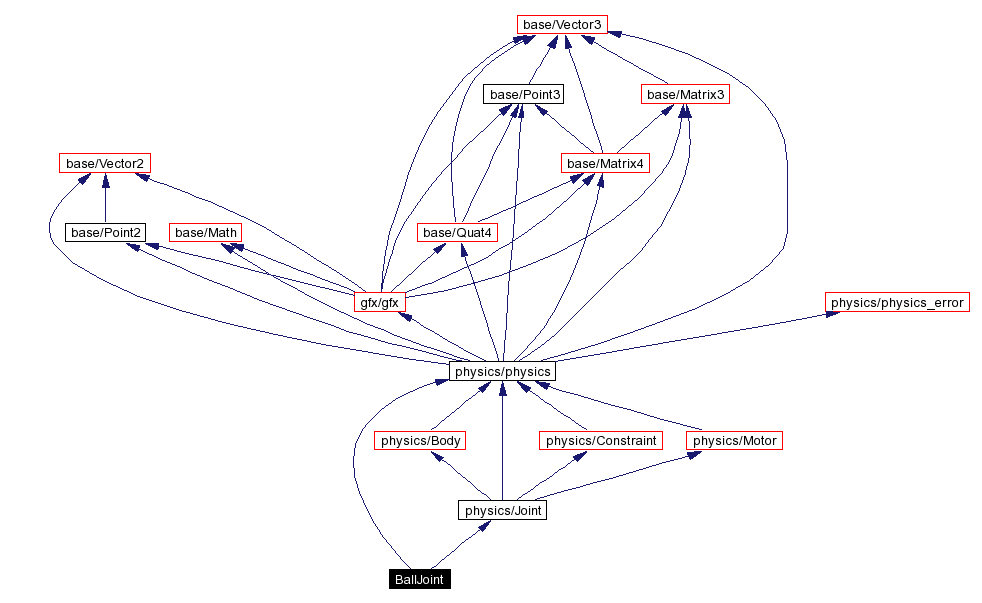 base/Vector3
base/Point3
base/Matrix3
base/Vector2
base/Matrix4
base/Point2
base/Math
base/Quat4
gfx/gfx
physics/physics_error
physics/physics
physics/Body
physics/Constraint
physics/Motor
physics/Joint
BallJoint